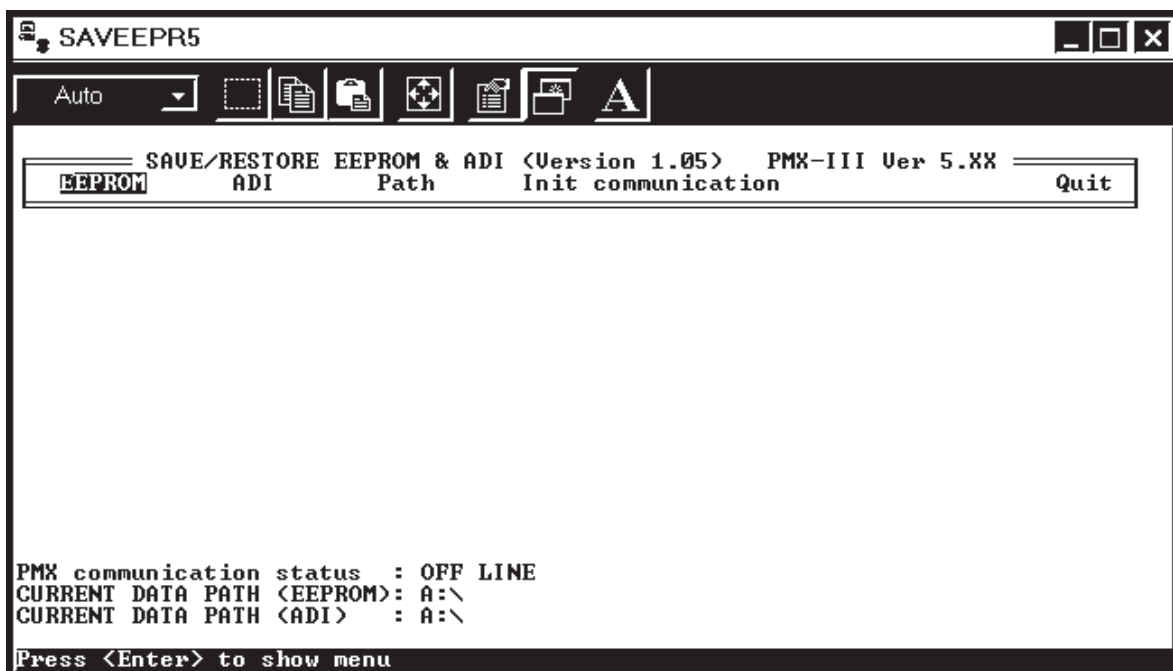 SAVEEPR5
Auto
A
SAVE/RESTORE EEPROM & ADI (Version 1.05) PMX-III Ver 5.XX
EEPROM ADI Path Init communication Quit
PMX communication status : OFF LINE
CURRENT DATA PATH (EEPROM): A:\
CURRENT DATA PATH (ADI) : A:\
Press <Enter> to show menu